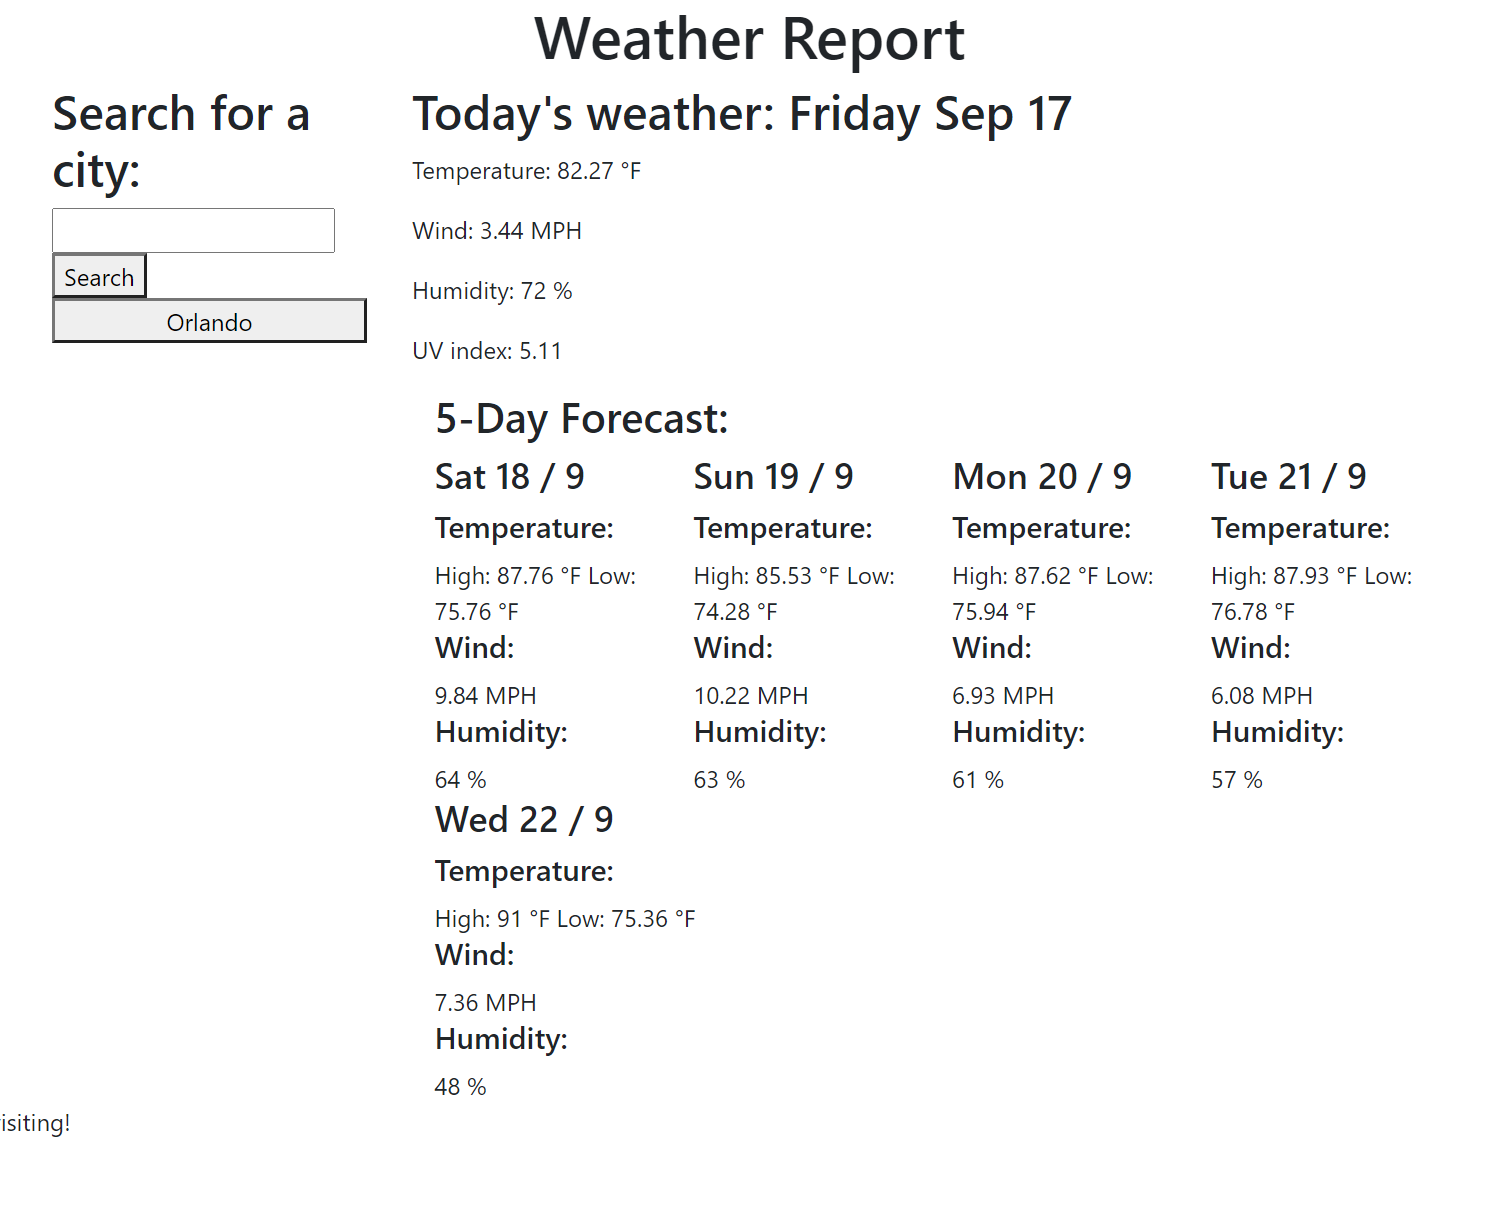 Weather Report
Search for a
city:
Search
Orlando
Today's weather: Friday Sep 17
Temperature: 82.27 °F
Wind: 3.44 MPH
Humidity: 72 %
UV index: 5.11
5-Day Forecast:
Sat 18 / 9
Temperature:
High: 87.76 °F Low:
75.76 °F
Wind:
9.84 MPH
Humidity:
64 %
Sun 19 / 9
Temperature:
High: 85.53 °F Low:
74.28 °F
Wind:
10.22 MPH
Humidity:
63 %
Mon 20 / 9
Temperature:
High: 87.62 °F Low:
75.94 °F
Wind:
6.93 MPH
Humidity:
61 %
Tue 21 / 9
Temperature:
High: 87.93 °F Low:
76.78 °F
Wind:
6.08 MPH
Humidity:
57 %
Wed 22 / 9
Temperature:
High: 91 °F Low: 75.36 °F
Wind:
7.36 MPH
Humidity:
48 %
isiting!